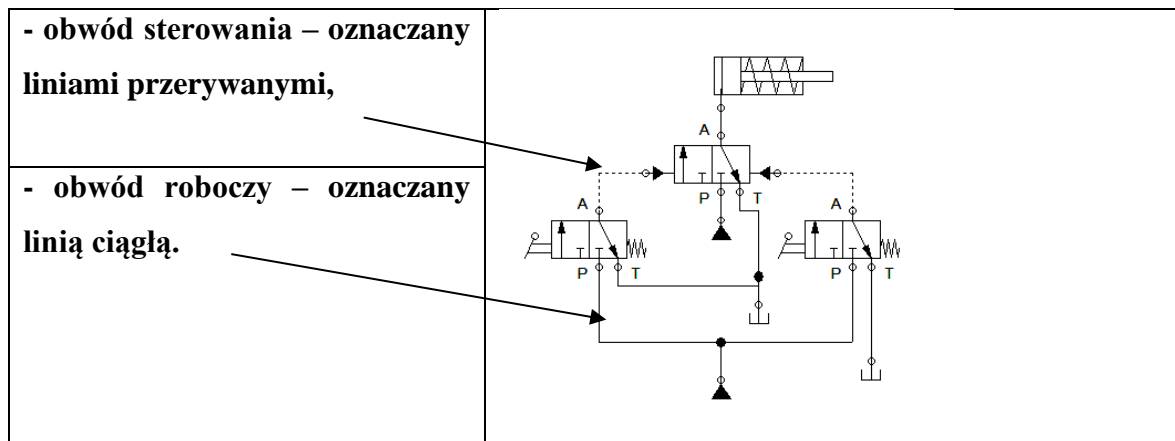 - obwód sterowania – oznaczany
liniami przerywanymi,
- obwód roboczy – oznaczany
linią ciągłą.
A
P T
A
P T
A
P T